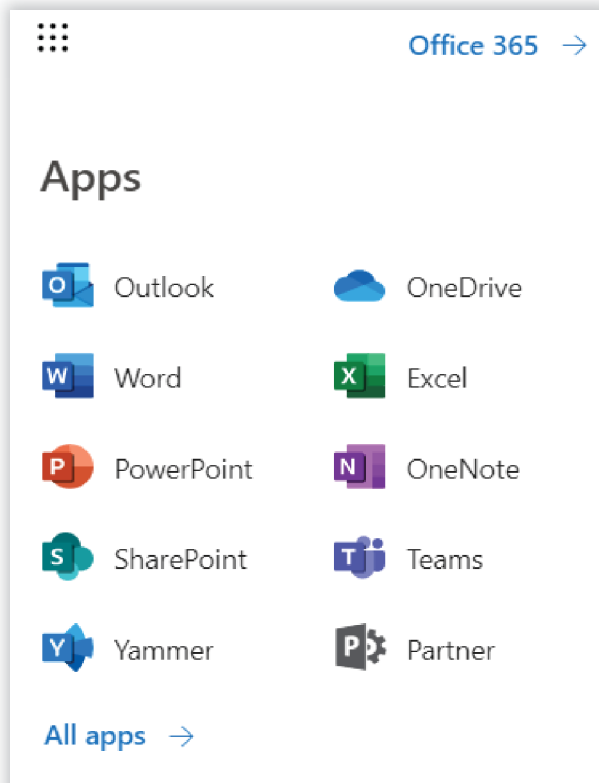 Office 365
Apps
Outlook
OneDrive
Word
Excel
PowerPoint
OneNote
SharePoint
Teams
Yammer
Partner
All apps